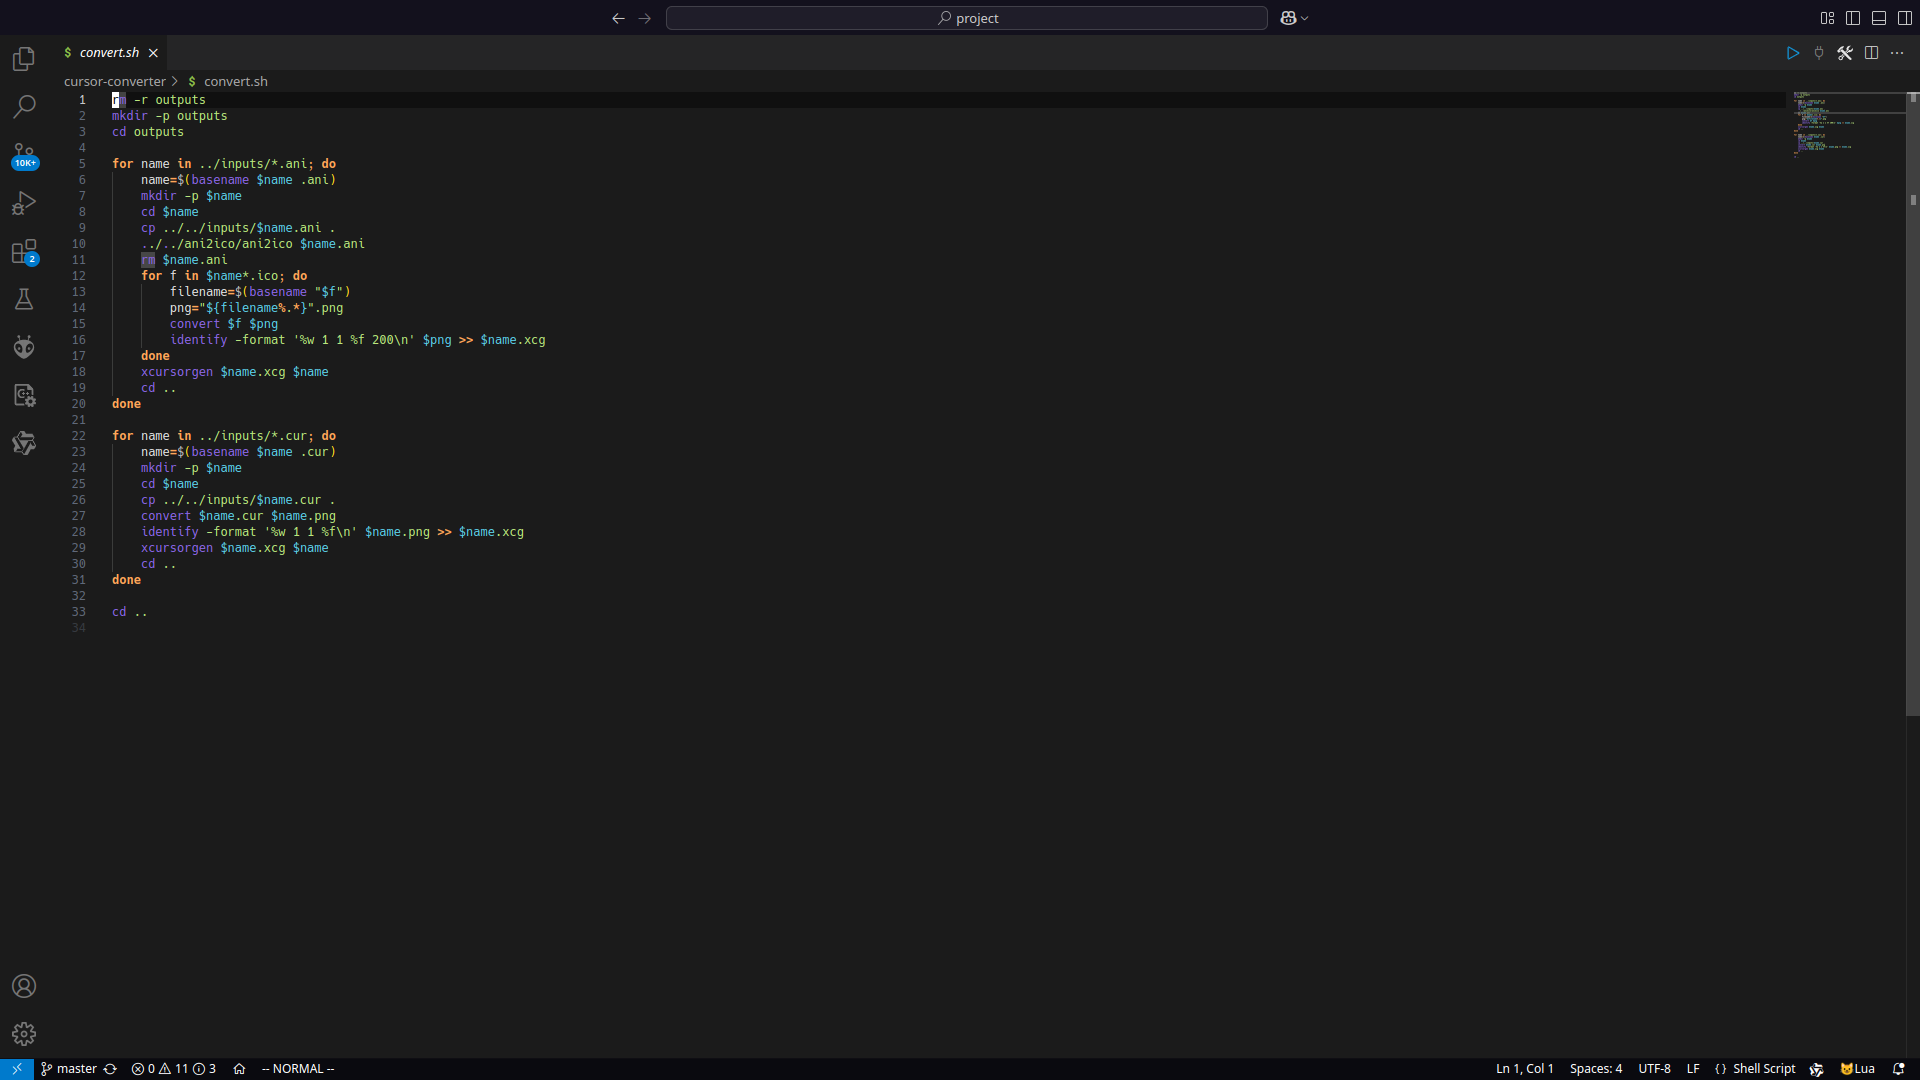 project
$ convert.sh
cursor-converter > $ convert.sh
1 rm -r outputs
2 mkdir -p outputs
3 cd outputs
4
5 for name in ../inputs/*.ani; do
6     name=$(basename $name .ani)
7     mkdir -p $name
8     cd $name
9     cp ../../inputs/$name.ani .
10     ../../ani2ico/ani2ico $name.ani
11     rm $name.ani
12     for f in $name*.ico; do
13         filename=$(basename "$f")
14         png="${filename%.*}".png
15         convert $f $png
16         identify -format '%w 1 1 %f 200\n' $png >> $name.xcg
17     done
18     xcursorgen $name.xcg $name
19     cd ..
20 done
21
22 for name in ../inputs/*.cur; do
23     name=$(basename $name .cur)
24     mkdir -p $name
25     cd $name
26     cp ../../inputs/$name.cur .
27     convert $name.cur $name.png
28     identify -format '%w 1 1 %f\n' $name.png >> $name.xcg
29     xcursorgen $name.xcg $name
30     cd ..
31 done
32
33 cd ..
34
10K+
2
master 0 11 3 -- NORMAL -- Ln 1, Col 1 Spaces: 4 UTF-8 LF {} Shell Script 🐱Lua